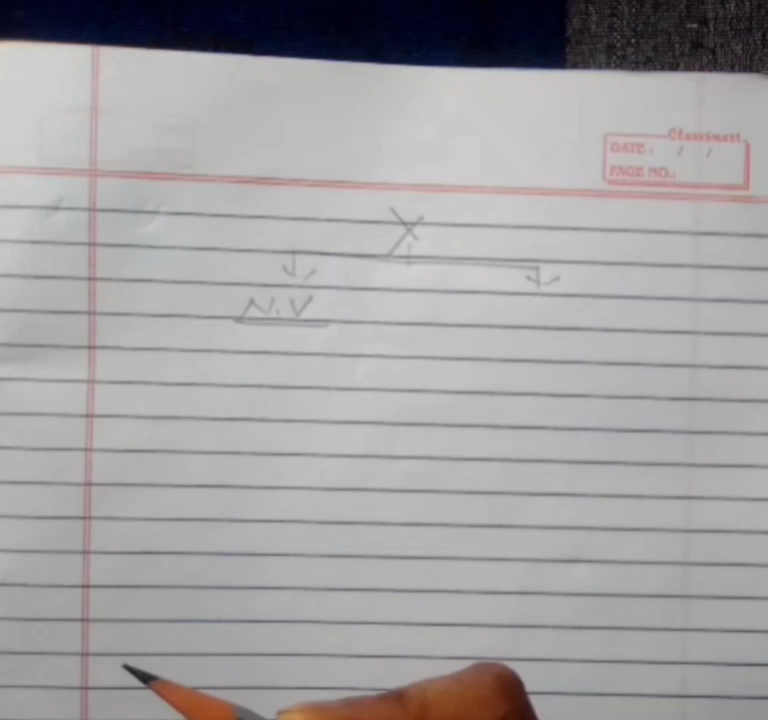 Classmate
DATE: / /
PAGE NO.:
X
N.V